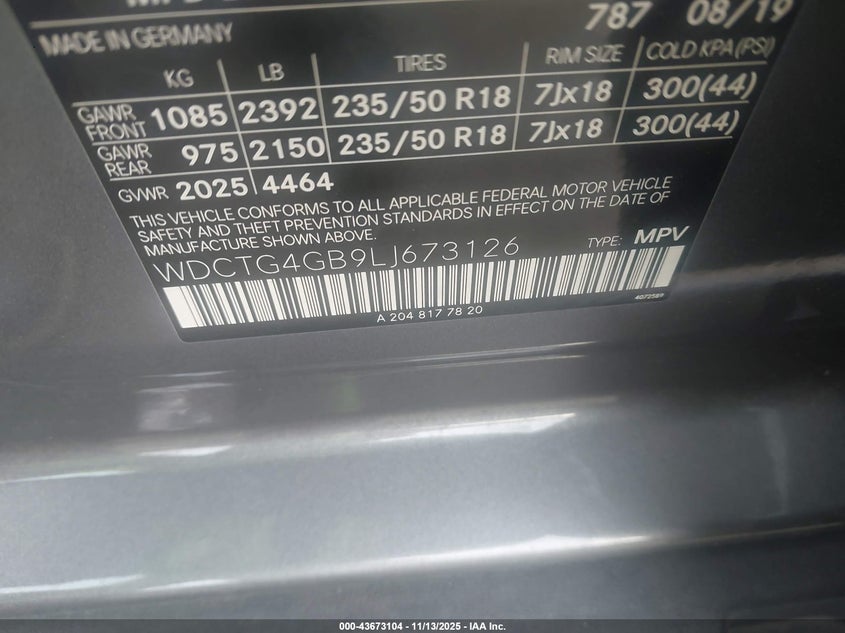 787 08/19
MADE IN GERMANY
KG LB TIRES RIM SIZE COLD KPA (PSI)
GAWR FRONT 1085 2392 235/50 R18 7Jx18 300(44)
GAWR REAR 975 2150 235/50 R18 7Jx18 300(44)
GVWR 2025 4464
THIS VEHICLE CONFORMS TO ALL APPLICABLE FEDERAL MOTOR VEHICLE
SAFETY AND THEFT PREVENTION STANDARDS IN EFFECT ON THE DATE OF
MANUFACTURE SHOWN ABOVE.
WDCTG4GB9LJ673126 TYPE: MPV
4072589
A 204 817 78 20
000-43673104 - 11/13/2025 - IAA Inc.